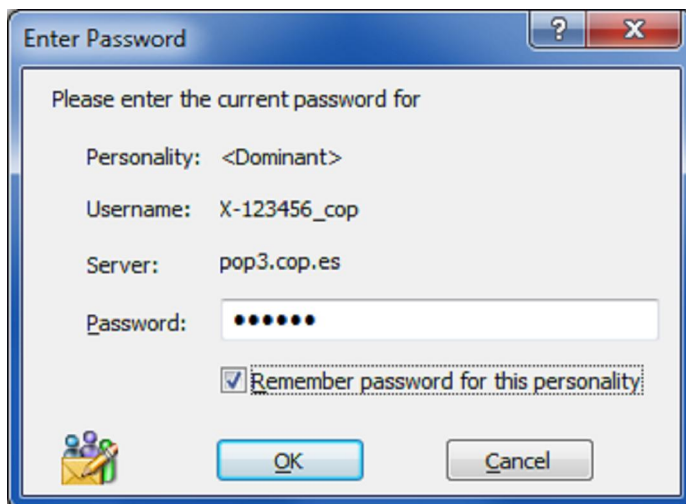 Enter Password
Please enter the current password for
Personality: <Dominant>
Username: X-123456_cop
Server: pop3.cop.es
Password: ••••••
Remember password for this personality
OK Cancel